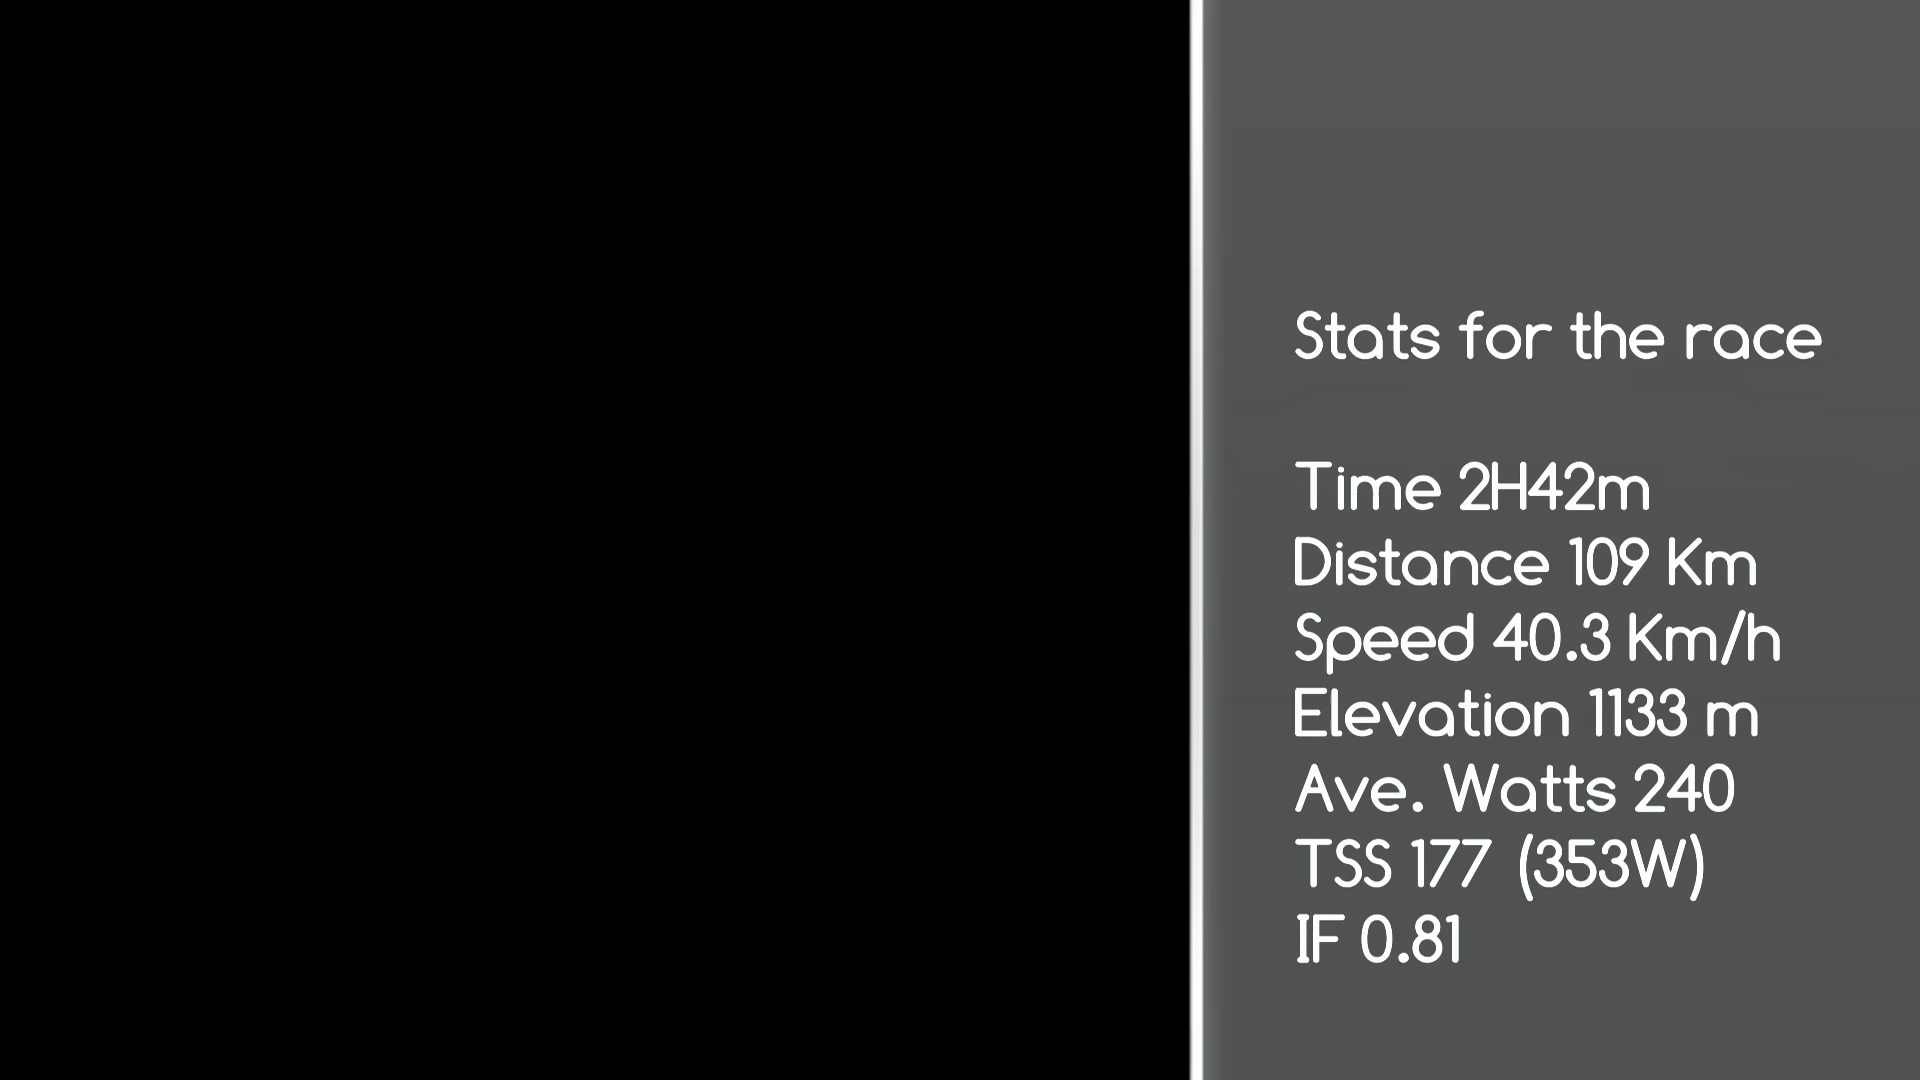 Stats for the race
Time 2H42m
Distance 109 Km
Speed 40.3 Km/h
Elevation 1133 m
Ave. Watts 240
TSS 177 (353W)
IF 0.81